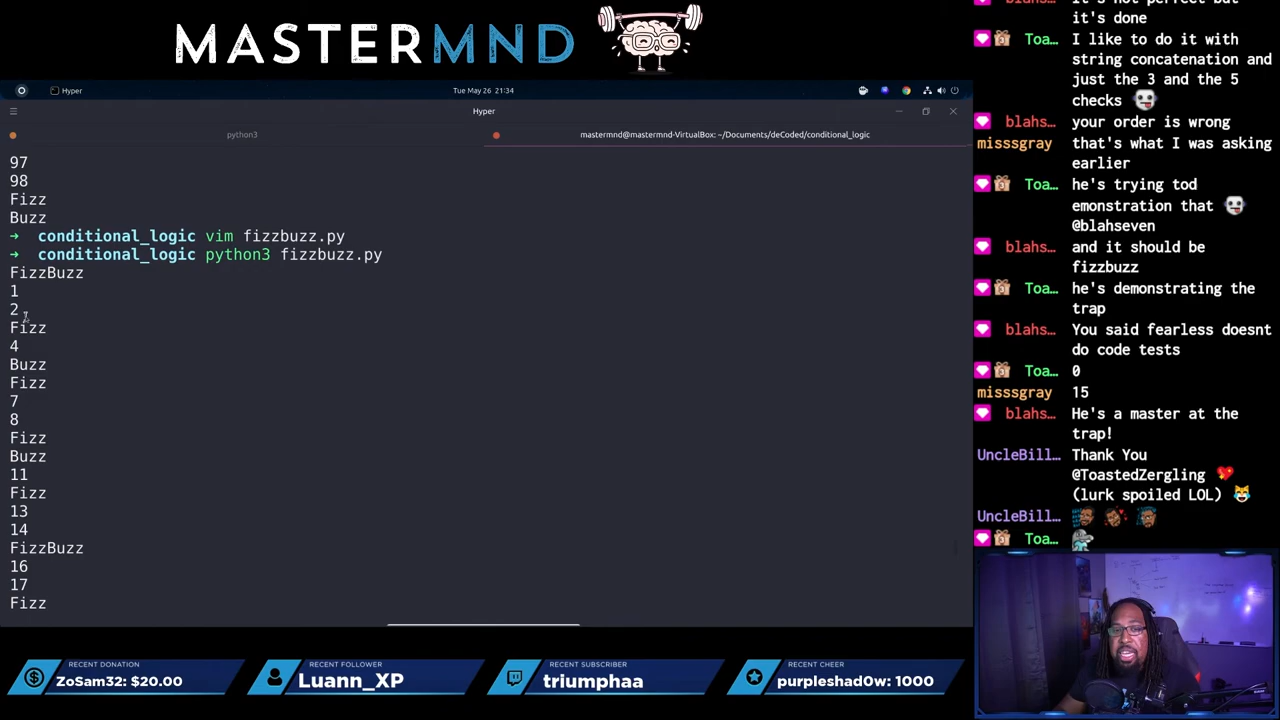 MASTERMND
Hyper
Tue May 26 21:34
Hyper
python3
mastermnd@mastermnd-VirtualBox: ~/Documents/deCoded/conditional_logic
97
98
Fizz
Buzz
➜ conditional_logic vim fizzbuzz.py
➜ conditional_logic python3 fizzbuzz.py
FizzBuzz
1
2
Fizz
4
Buzz
Fizz
7
8
Fizz
Buzz
11
Fizz
13
14
FizzBuzz
16
17
Fizz
it's done
Toa… I like to do it with
string concatenation and
just the 3 and the 5
checks
blahs… your order is wrong
misssgray that's what I was asking
earlier
Toa… he's trying tod
emonstration that
@blahseven
blahs… and it should be
fizzbuzz
Toa… he's demonstrating the
trap
blahs… You said fearless doesnt
do code tests
Toa… 0
misssgray 15
blahs… He's a master at the
trap!
UncleBill… Thank You
@ToastedZergling
(lurk spoiled LOL)
UncleBill…
Toa…
RECENT DONATION
ZoSam32: $20.00
RECENT FOLLOWER
Luann_XP
RECENT SUBSCRIBER
triumphaa
RECENT CHEER
purpleshad0w: 1000